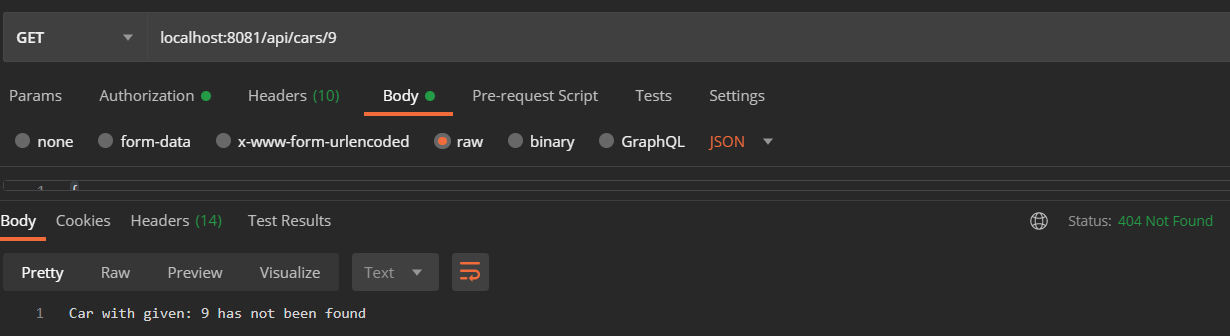 GET localhost:8081/api/cars/9
Params Authorization Headers (10) Body Pre-request Script Tests Settings
none form-data x-www-form-urlencoded raw binary GraphQL JSON
1 {
Body Cookies Headers (14) Test Results Status: 404 Not Found
Pretty Raw Preview Visualize Text
1 Car with given: 9 has not been found